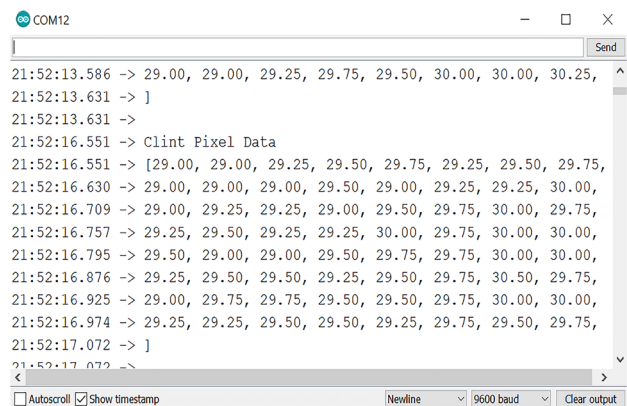 COM12
Send
21:52:13.586 -> 29.00, 29.00, 29.25, 29.75, 29.50, 30.00, 30.00, 30.25,
21:52:13.631 -> ]
21:52:13.631 ->
21:52:16.551 -> Clint Pixel Data
21:52:16.551 -> [29.00, 29.00, 29.25, 29.50, 29.75, 29.25, 29.50, 29.75,
21:52:16.630 -> 29.00, 29.00, 29.00, 29.50, 29.00, 29.25, 29.25, 30.00,
21:52:16.709 -> 29.00, 29.25, 29.25, 29.00, 29.50, 29.75, 30.00, 29.75,
21:52:16.757 -> 29.25, 29.50, 29.25, 29.25, 30.00, 29.75, 30.00, 30.00,
21:52:16.795 -> 29.50, 29.00, 29.00, 29.50, 29.75, 29.75, 30.00, 30.00,
21:52:16.876 -> 29.25, 29.50, 29.50, 29.25, 29.50, 29.75, 30.50, 29.75,
21:52:16.925 -> 29.00, 29.75, 29.75, 29.50, 29.50, 29.75, 30.00, 30.00,
21:52:16.974 -> 29.25, 29.25, 29.50, 29.50, 29.25, 29.75, 29.50, 29.75,
21:52:17.072 -> ]
21:52:17.072 ->
Autoscroll Show timestamp Newline 9600 baud Clear output